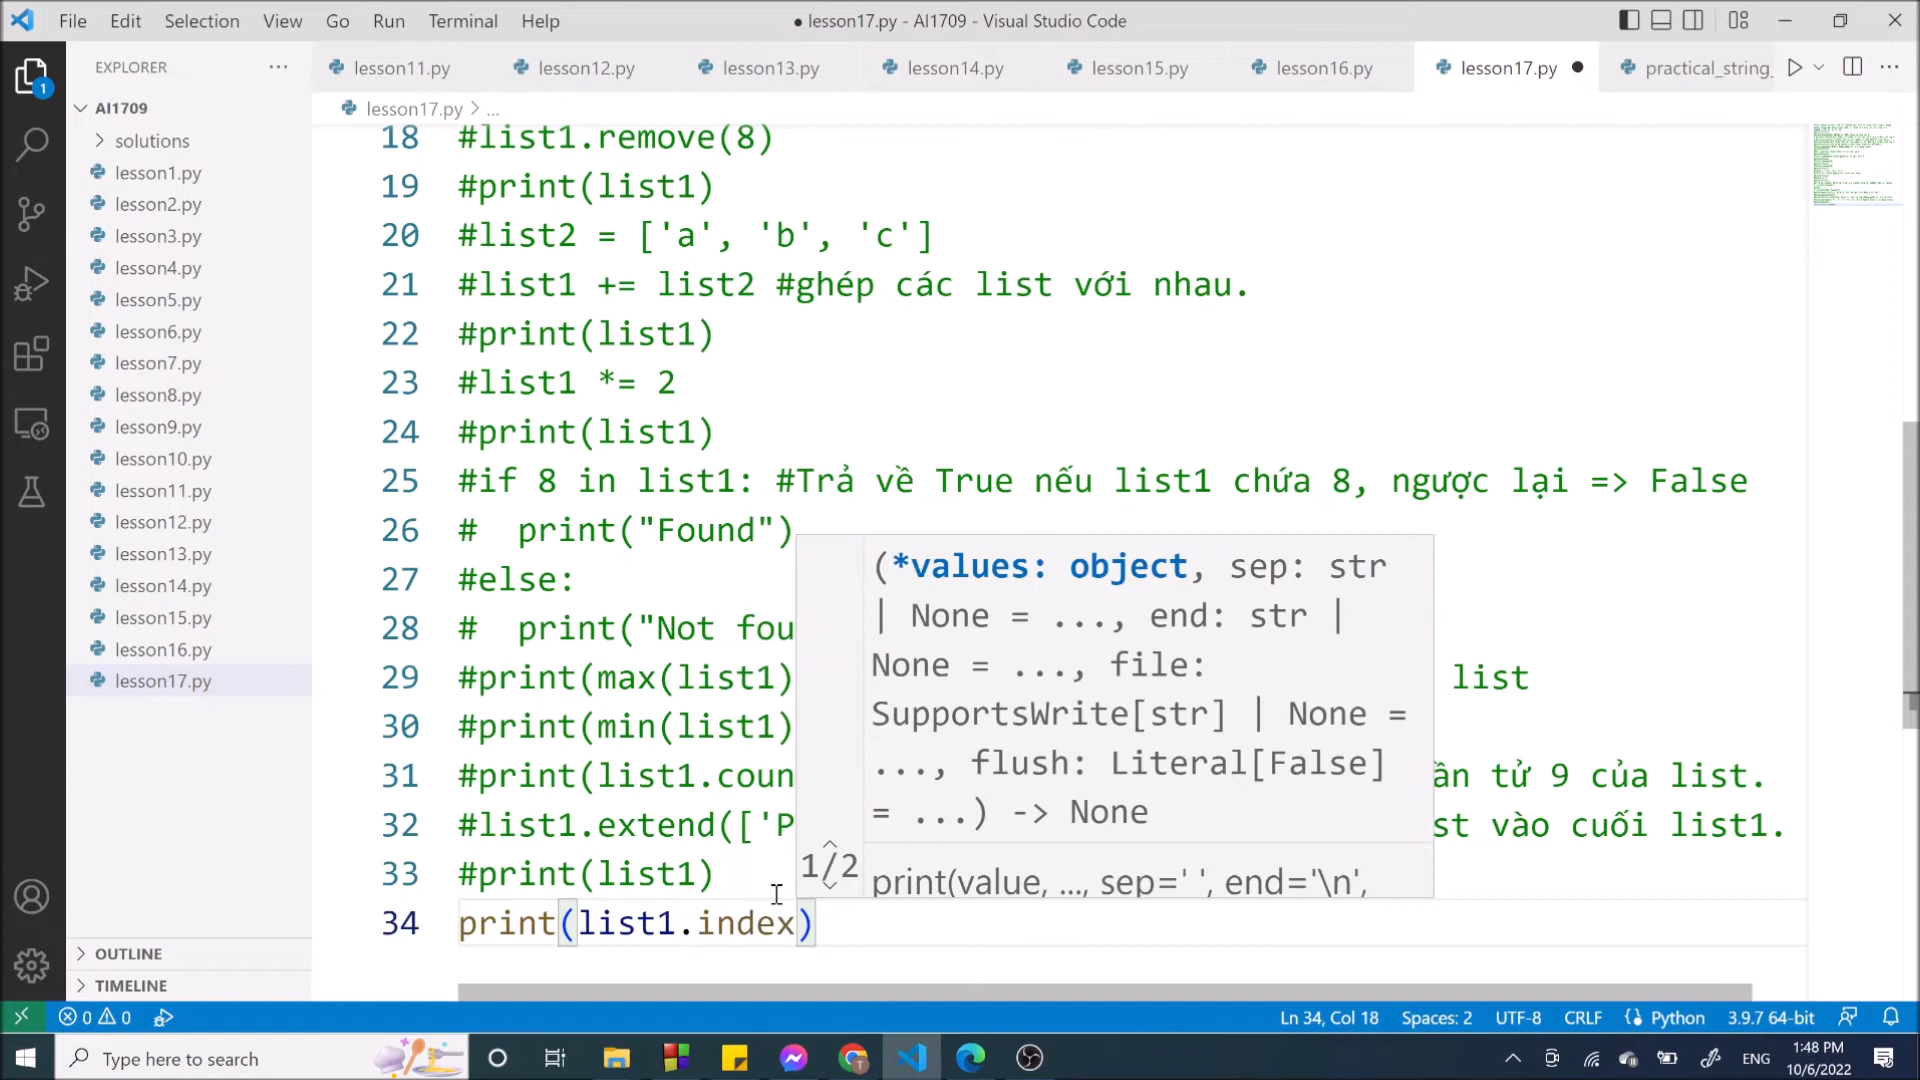 File Edit Selection View Go Run Terminal Help
● lesson17.py - AI1709 - Visual Studio Code
EXPLORER ...
lesson11.py lesson12.py lesson13.py lesson14.py lesson15.py lesson16.py lesson17.py ● practical_string_
lesson17.py > ...
1
AI1709
solutions
lesson1.py
lesson2.py
lesson3.py
lesson4.py
lesson5.py
lesson6.py
lesson7.py
lesson8.py
lesson9.py
lesson10.py
lesson11.py
lesson12.py
lesson13.py
lesson14.py
lesson15.py
lesson16.py
lesson17.py
OUTLINE
TIMELINE
18 #list1.remove(8)
19 #print(list1)
20 #list2 = ['a', 'b', 'c']
21 #list1 += list2 #ghép các list với nhau.
22 #print(list1)
23 #list1 *= 2
24 #print(list1)
25 #if 8 in list1: #Trả về True nếu list1 chứa 8, ngược lại => False
26 #  print("Found")
27 #else:
28 #  print("Not fou
29 #print(max(list1) list
30 #print(min(list1)
31 #print(list1.coun ần tử 9 của list.
32 #list1.extend(['P st vào cuối list1.
33 #print(list1)
34 print(list1.index)
(*values: object, sep: str
| None = ..., end: str |
None = ..., file:
SupportsWrite[str] | None =
..., flush: Literal[False]
= ...) -> None
1/2
print(value, ..., sep=' ', end='\n',
0 0 Ln 34, Col 18 Spaces: 2 UTF-8 CRLF Python 3.9.7 64-bit
Type here to search
ENG
1:48 PM
10/6/2022